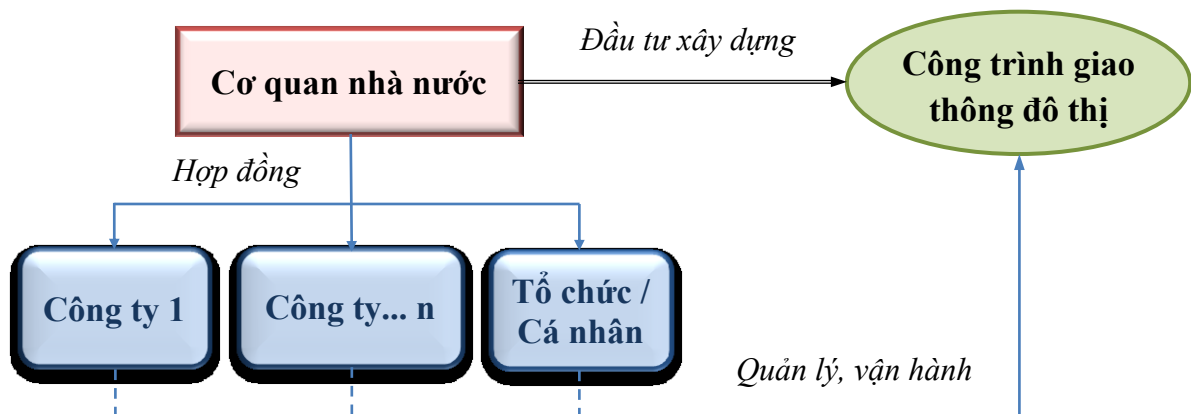 Đầu tư xây dựng
Cơ quan nhà nước
Công trình giao
thông đô thị
Hợp đồng
Công ty 1
Công ty... n
Tổ chức /
Cá nhân
Quản lý, vận hành